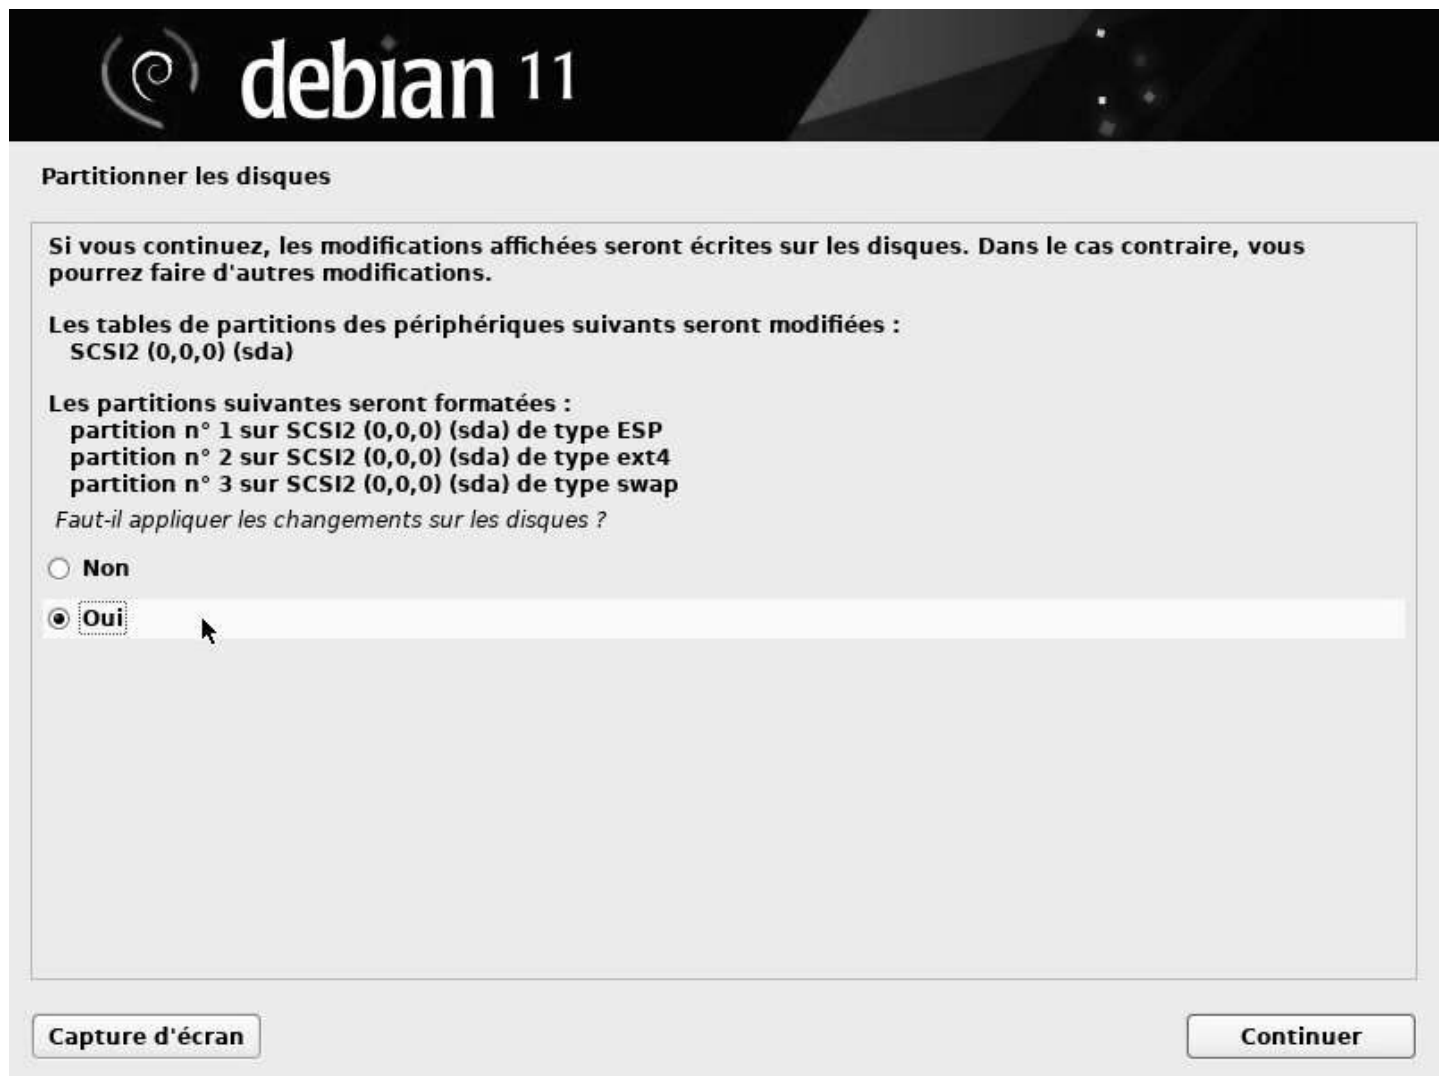 debian 11
Partitionner les disques
Si vous continuez, les modifications affichées seront écrites sur les disques. Dans le cas contraire, vous
pourrez faire d'autres modifications.
Les tables de partitions des périphériques suivants seront modifiées :
SCSI2 (0,0,0) (sda)
Les partitions suivantes seront formatées :
partition n° 1 sur SCSI2 (0,0,0) (sda) de type ESP
partition n° 2 sur SCSI2 (0,0,0) (sda) de type ext4
partition n° 3 sur SCSI2 (0,0,0) (sda) de type swap
Faut-il appliquer les changements sur les disques ?
Non
Oui
Capture d'écran
Continuer